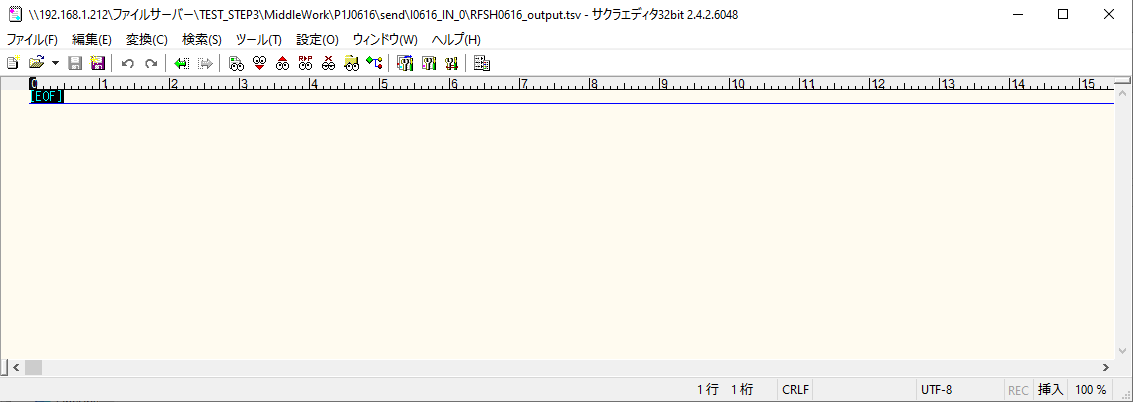 \\192.168.1.212\ファイルサーバー\TEST_STEP3\MiddleWork\P1J0616\send\I0616_IN_0\RFSH0616_output.tsv - サクラエディタ32bit 2.4.2.6048
ファイル(F) 編集(E) 変換(C) 検索(S) ツール(T) 設定(O) ウィンドウ(W) ヘルプ(H)
0 1 2 3 4 5 6 7 8 9 10 11 12 13 14 15
[EOF]
1 行 1 桁 CRLF UTF-8 REC 挿入 100 %